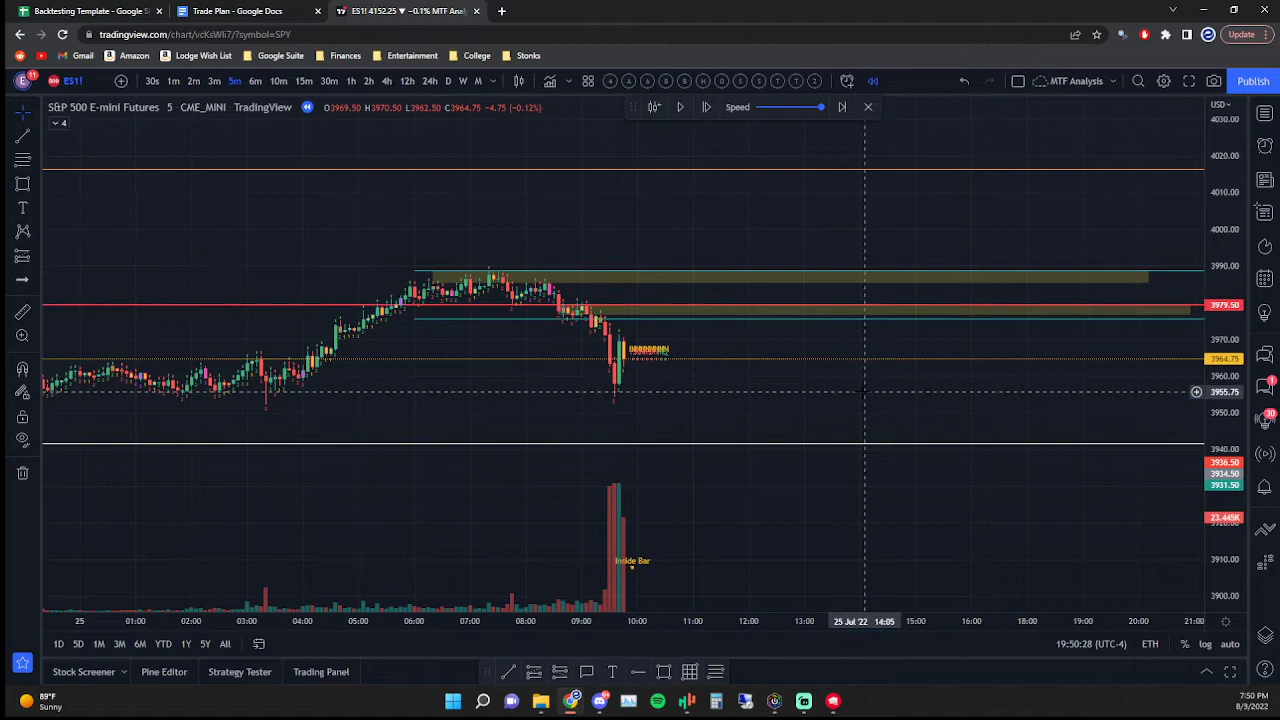 Backtesting Template - Google Sh
Trade Plan - Google Docs
ES1! 4152.25 ▼ −0.1% MTF Anal
tradingview.com/chart/vcKsWii7/?symbol=SPY
Update
Gmail
Amazon
Lodge Wish List
Google Suite
Finances
Entertainment
College
Stonks
11
ES1!
30s 1m 2m 3m 5m 6m 10m 15m 30m 1h 2h 4h 12h 24h D W M
MTF Analysis
Publish
S&P 500 E-mini Futures 5 CME_MINI TradingView
O3969.50 H3970.50 L3962.50 C3964.75 −4.75 (−0.12%)
Speed
USD
4
4030.00
4020.00
4010.00
4000.00
3990.00
3979.50
3970.00
3964.75
3960.00
3955.75
3950.00
3940.00
3936.50
3934.50
3931.50
23.445K
3910.00
3900.00
Inside Bar
25 01:00 02:00 03:00 04:00 05:00 06:00 07:00 08:00 09:00 10:00 11:00 12:00 13:00 25 Jul '22 14:05 15:00 16:00 17:00 18:00 19:00 20:00 21:00
1D 5D 1M 3M 6M YTD 1Y 5Y All
19:50:28 (UTC-4)
ETH
% log auto
Stock Screener
Pine Editor
Strategy Tester
Trading Panel
1
30
89°F
Sunny
7:50 PM
8/3/2022